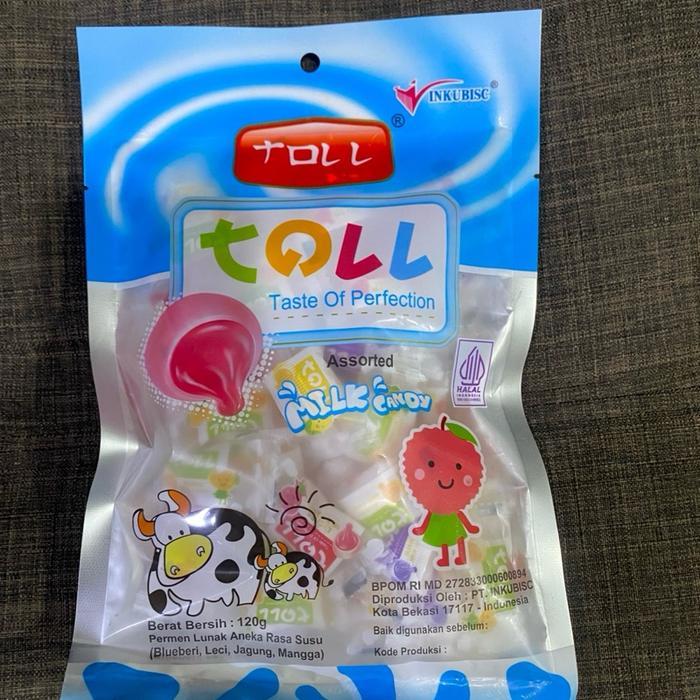 INKUBISC®
TOLL®
TOLL
Taste Of Perfection
Assorted
MILK CANDY
HALAL
INDONESIA
BPOM RI MD 272833000600894
Diproduksi Oleh : PT. INKUBISC
Kota Bekasi 17117 - Indonesia
Baik digunakan sebelum:
Kode Produksi :
Berat Bersih : 120g
Permen Lunak Aneka Rasa Susu
(Blueberi, Leci, Jagung, Mangga)